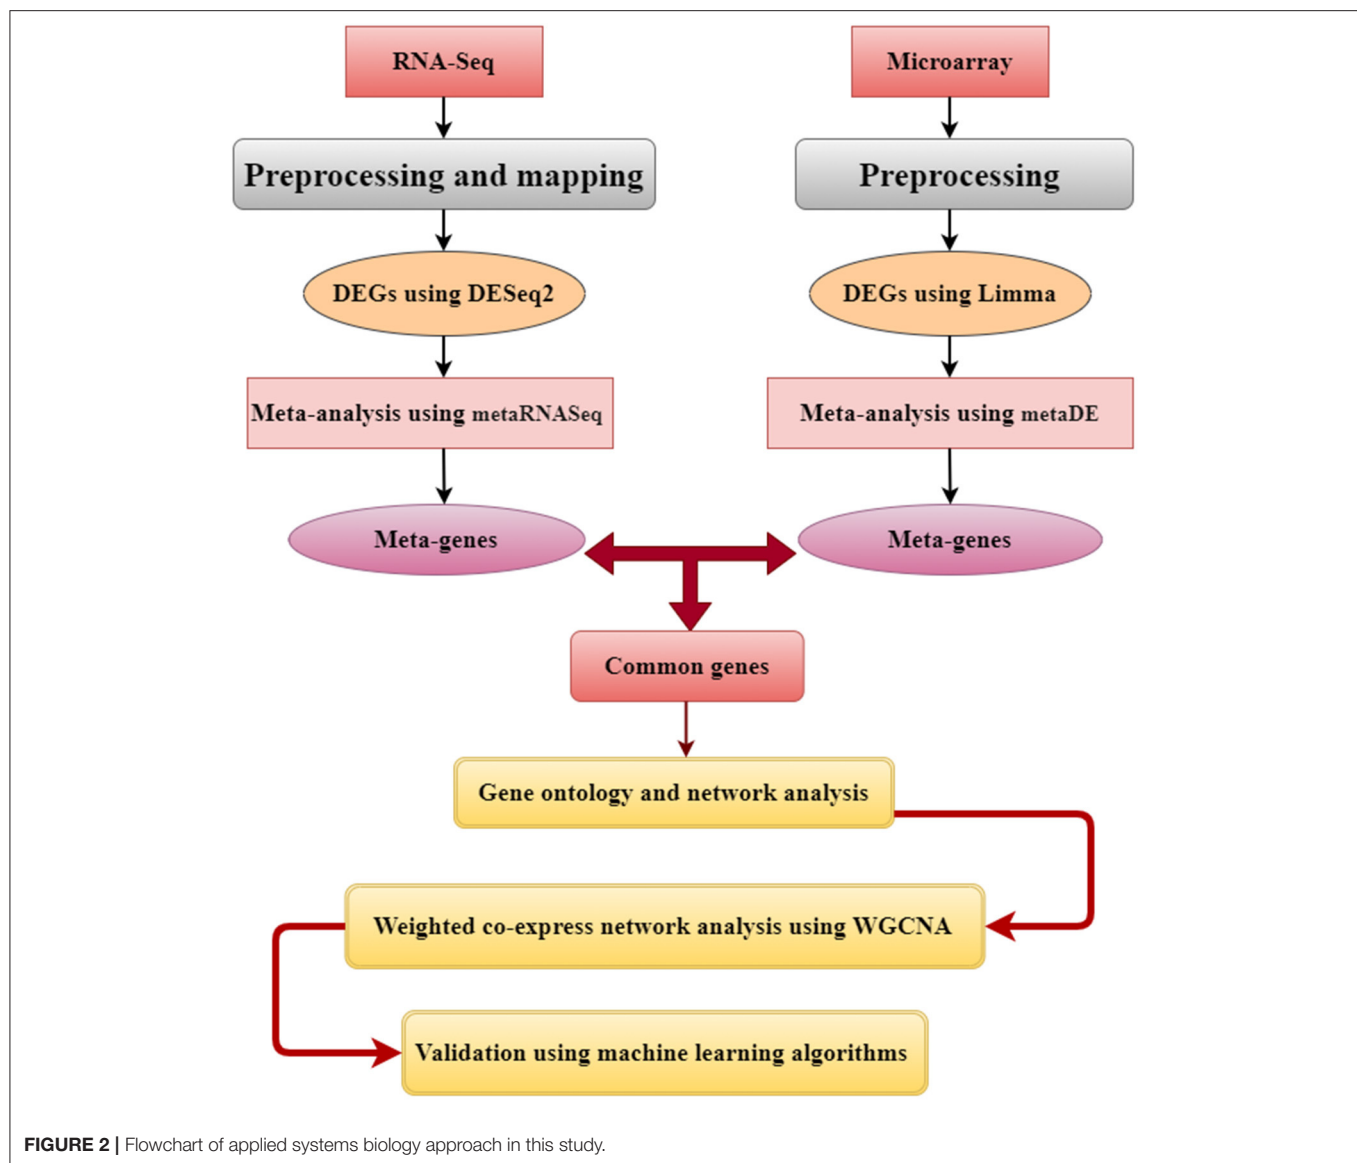 RNA-Seq
Microarray
Preprocessing and mapping
Preprocessing
DEGs using DESeq2
DEGs using Limma
Meta-analysis using metaRNASeq
Meta-analysis using metaDE
Meta-genes
Meta-genes
Common genes
Gene ontology and network analysis
Weighted co-express network analysis using WGCNA
Validation using machine learning algorithms
FIGURE 2 | Flowchart of applied systems biology approach in this study.